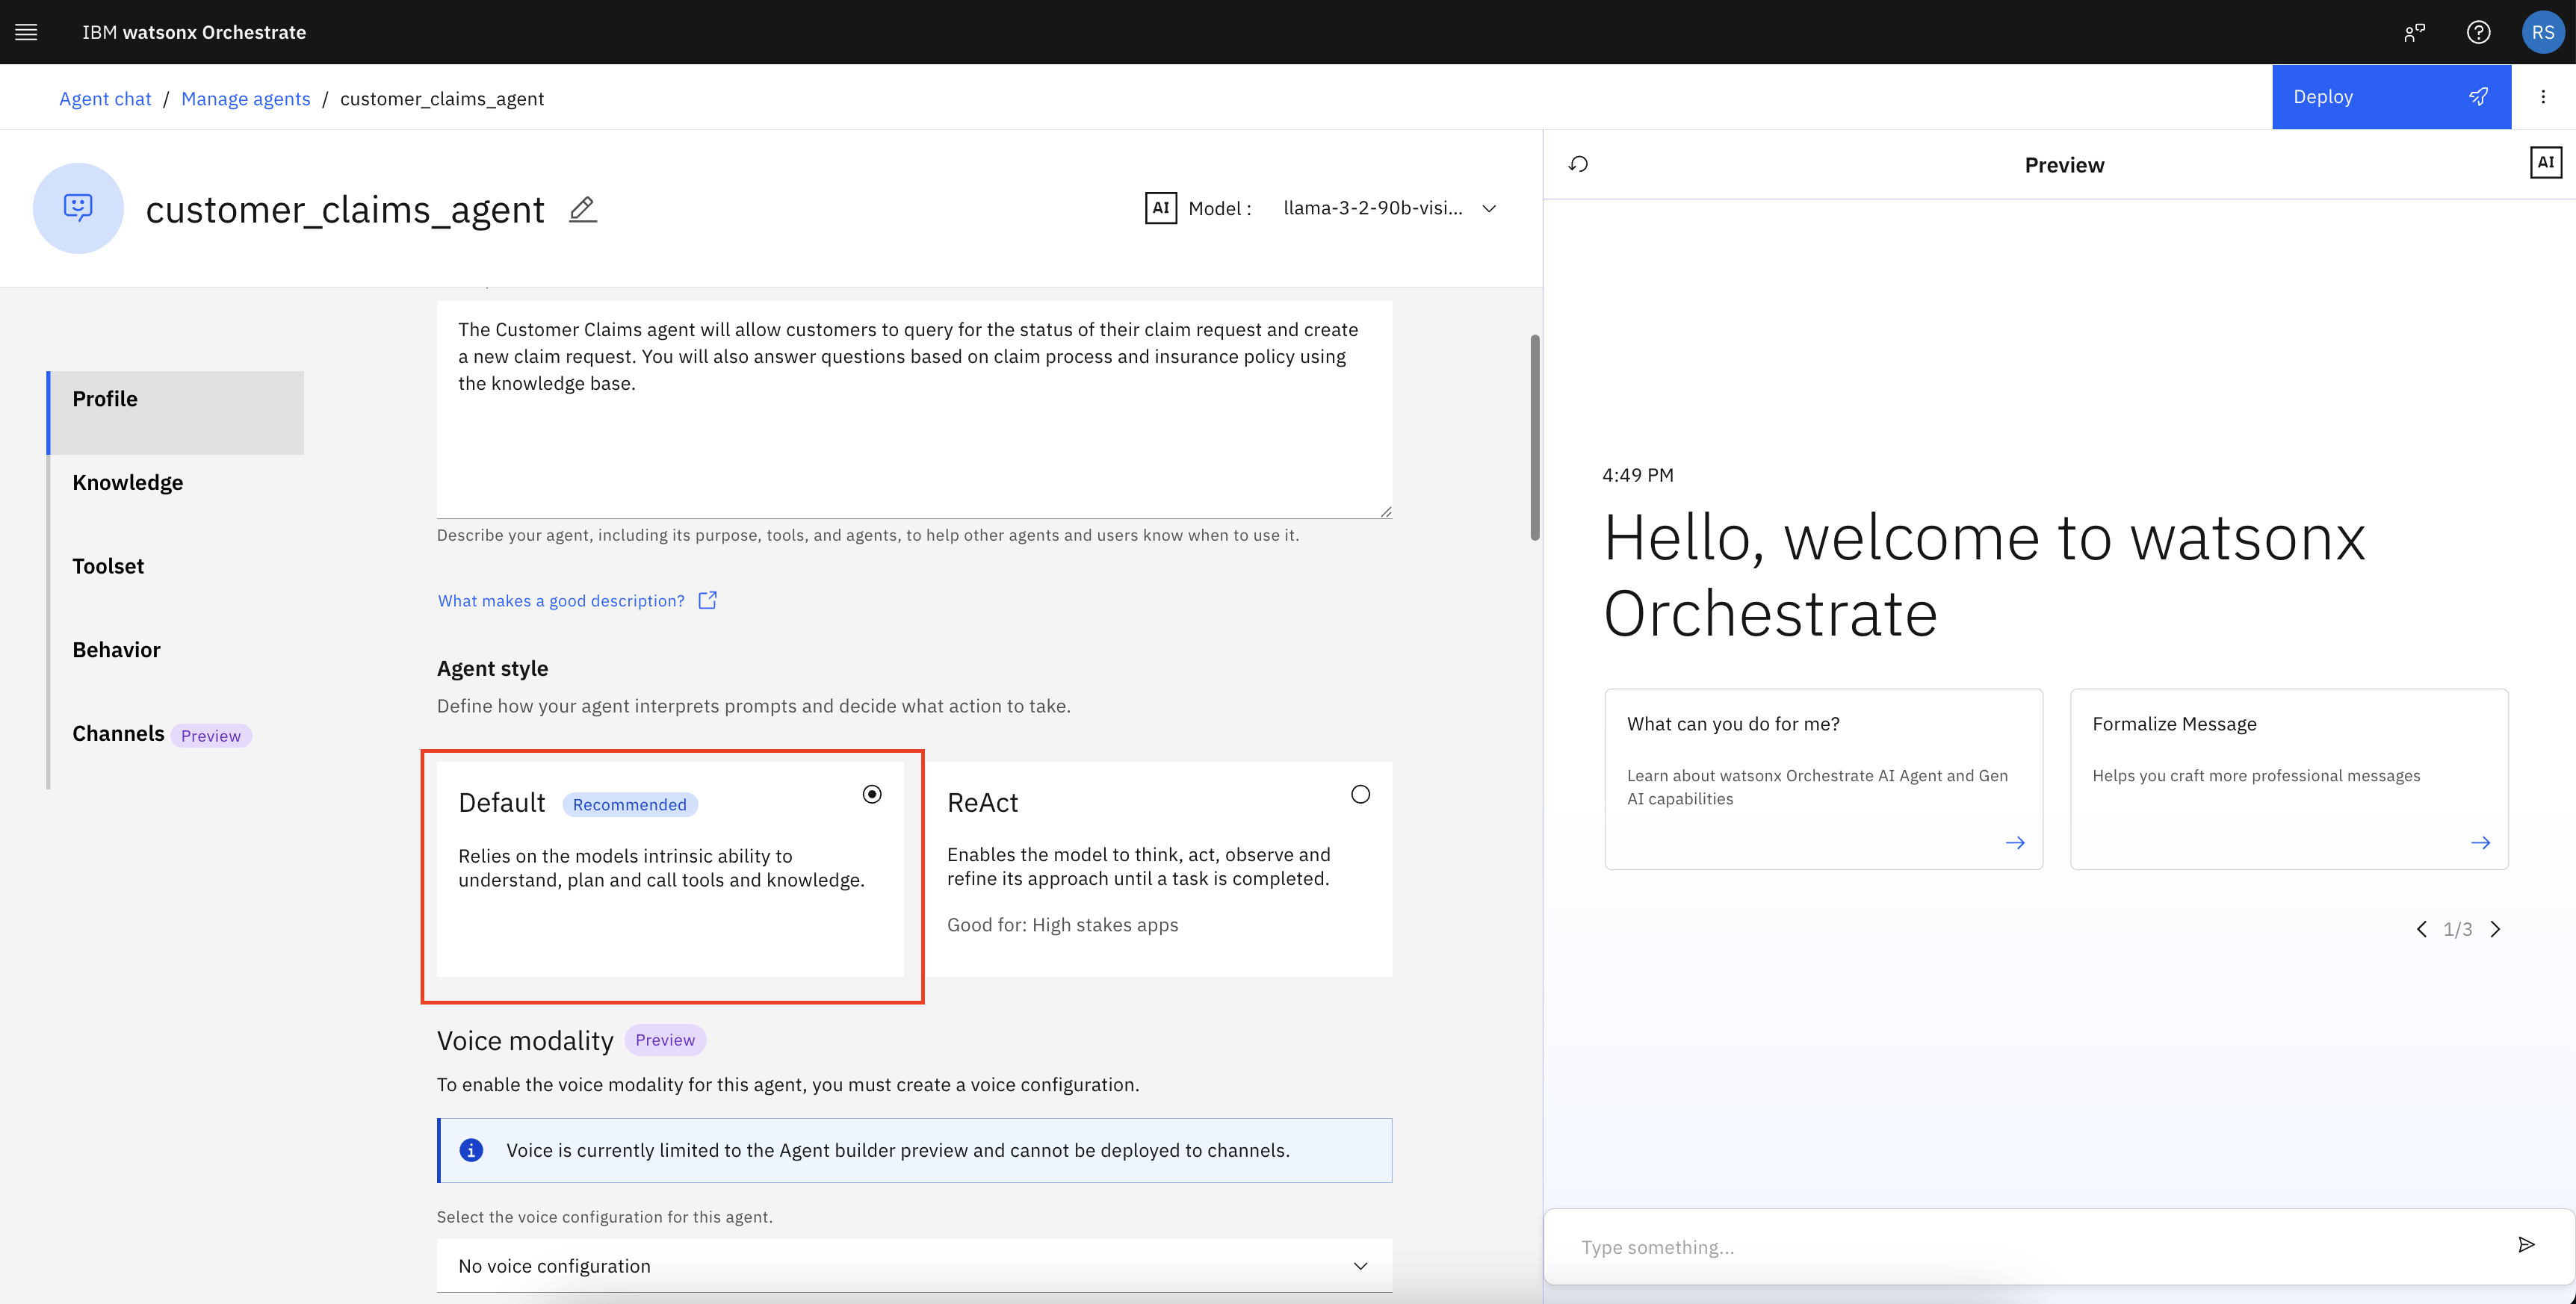 IBM watsonx Orchestrate
RS
Agent chat / Manage agents / customer_claims_agent
Deploy
customer_claims_agent
AI Model : llama-3-2-90b-visi...
Preview
AI
Profile
Knowledge
Toolset
Behavior
Channels Preview
The Customer Claims agent will allow customers to query for the status of their claim request and create
a new claim request. You will also answer questions based on claim process and insurance policy using
the knowledge base.
Describe your agent, including its purpose, tools, and agents, to help other agents and users know when to use it.
What makes a good description?
Agent style
Define how your agent interprets prompts and decide what action to take.
Default Recommended
Relies on the models intrinsic ability to
understand, plan and call tools and knowledge.
ReAct
Enables the model to think, act, observe and
refine its approach until a task is completed.
Good for: High stakes apps
Voice modality Preview
To enable the voice modality for this agent, you must create a voice configuration.
Voice is currently limited to the Agent builder preview and cannot be deployed to channels.
Select the voice configuration for this agent.
No voice configuration
4:49 PM
Hello, welcome to watsonx
Orchestrate
What can you do for me?
Learn about watsonx Orchestrate AI Agent and Gen
AI capabilities
Formalize Message
Helps you craft more professional messages
1/3
Type something...